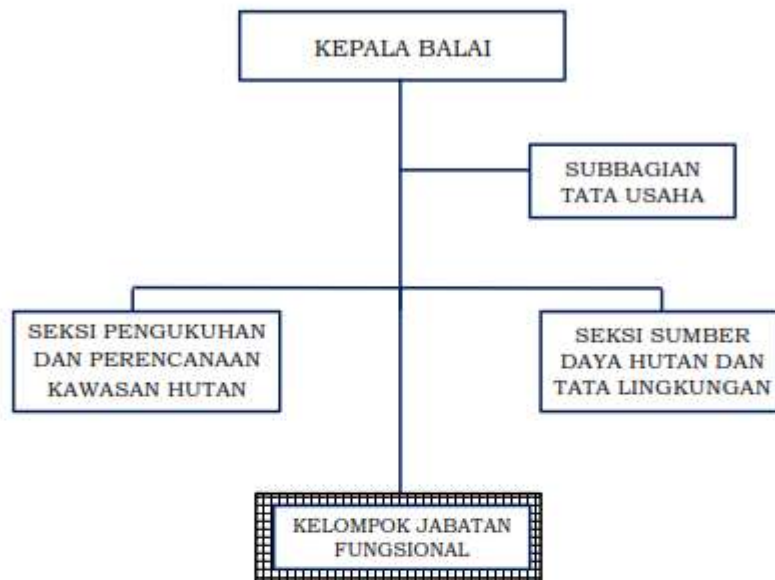 KEPALA BALAI
SUBBAGIAN
TATA USAHA
SEKSI PENGUKUHAN
DAN PERENCANAAN
KAWASAN HUTAN
SEKSI SUMBER
DAYA HUTAN DAN
TATA LINGKUNGAN
KELOMPOK JABATAN
FUNGSIONAL